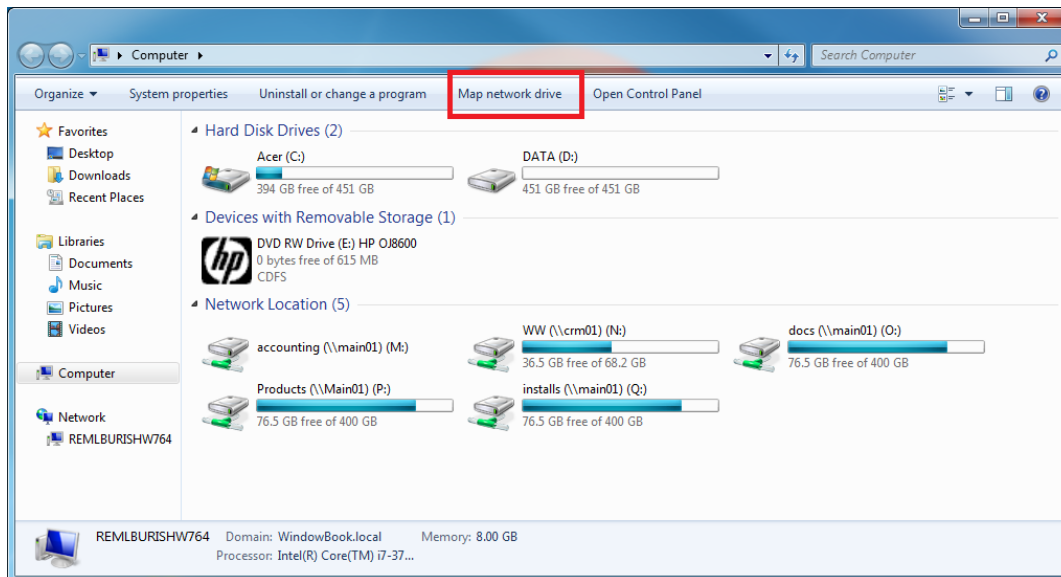 Computer
Search Computer
Organize System properties Uninstall or change a program Map network drive Open Control Panel
Favorites
Desktop
Downloads
Recent Places
Libraries
Documents
Music
Pictures
Videos
Computer
Network
REMLBURISHW764
Hard Disk Drives (2)
Acer (C:)
394 GB free of 451 GB
DATA (D:)
451 GB free of 451 GB
Devices with Removable Storage (1)
hp
DVD RW Drive (E:) HP OJ8600
0 bytes free of 615 MB
CDFS
Network Location (5)
accounting (\\main01) (M:)
WW (\\crm01) (N:)
36.5 GB free of 68.2 GB
docs (\\main01) (O:)
76.5 GB free of 400 GB
Products (\\Main01) (P:)
76.5 GB free of 400 GB
installs (\\main01) (Q:)
76.5 GB free of 400 GB
REMLBURISHW764 Domain: WindowBook.local Memory: 8.00 GB
Processor: Intel(R) Core(TM) i7-37...